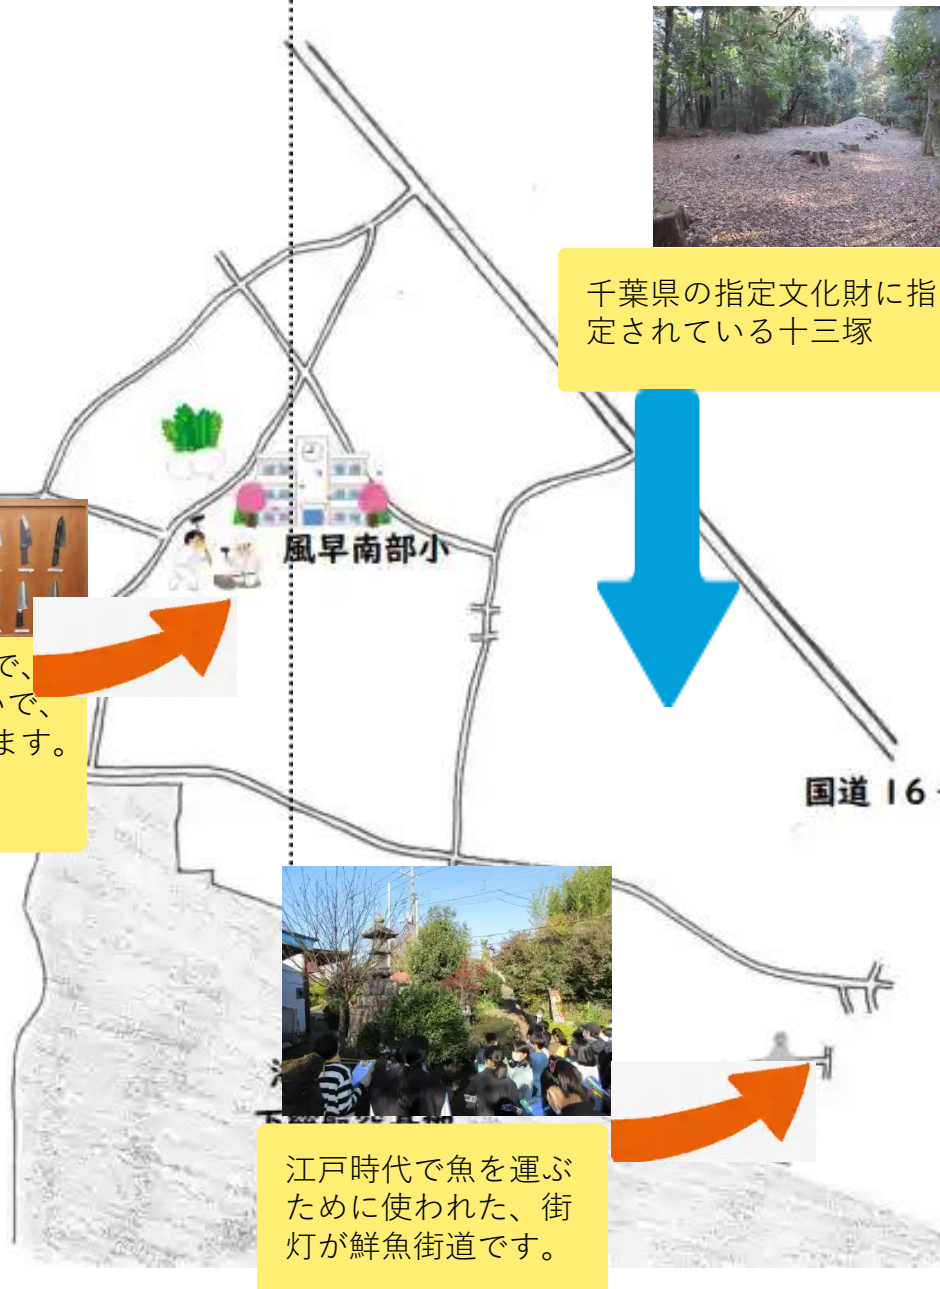 千葉県の指定文化財に指
定されている十三塚
風早南部小
で、
いで、
ます。
国道16
江戸時代で魚を運ぶ
ために使われた、街
灯が鮮魚街道です。